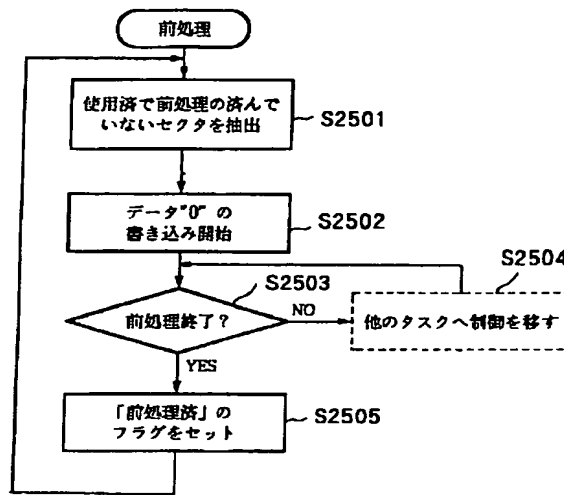 前処理
使用済で前処理の済んで
いないセクタを抽出
S2501
データ"0" の
書き込み開始
S2502
S2504
S2503
前処理終了?
NO
他のタスクへ制御を移す
YES
「前処理済」の
フラグをセット
S2505